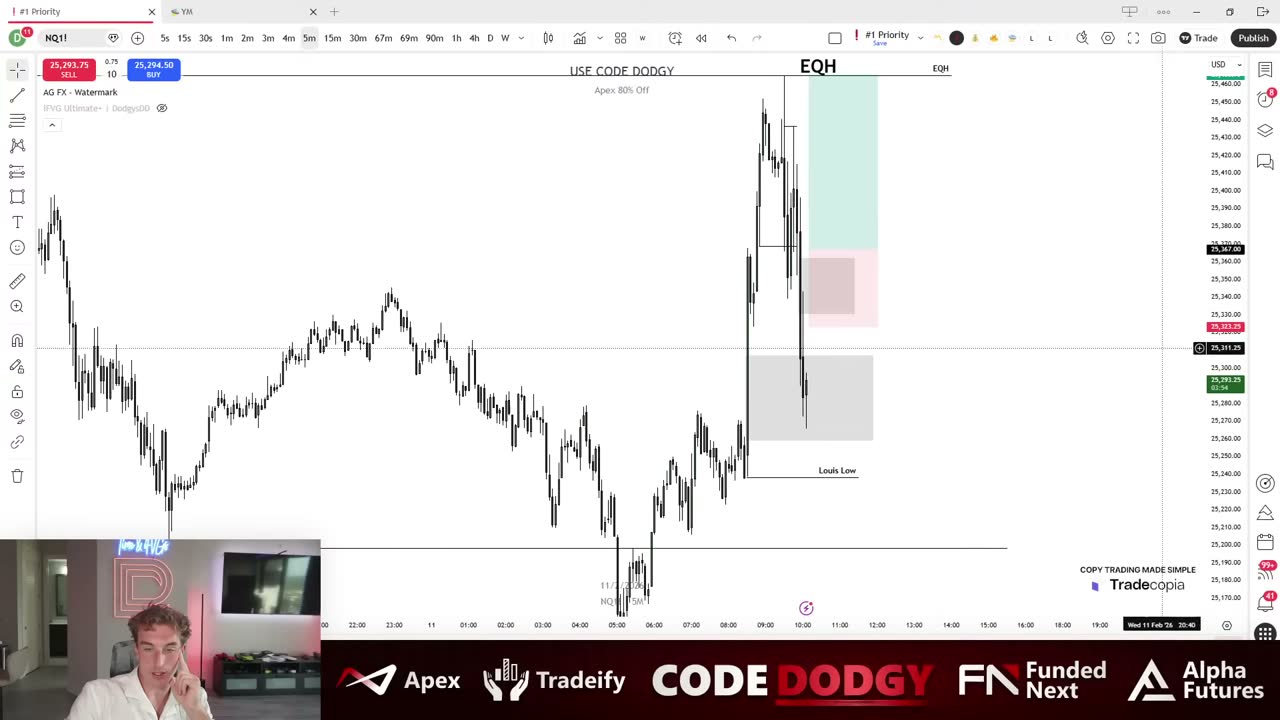 #1 Priority
YM
11
NQ1!
5s 15s 30s 1m 2m 3m 4m 5m 15m 30m 67m 69m 90m 1h 4h D W
W
#1 Priority
Save
L L
Trade
Publish
25,293.75
SELL
0.75
10
25,294.50
BUY
AG FX - Watermark
IFVG Ultimate+ | DodgysDD
USE CODE DODGY
Apex 80% Off
EQH
EQH
USD
25,460.00
25,450.00
25,440.00
25,430.00
25,420.00
25,410.00
25,400.00
25,390.00
25,380.00
25,367.00
25,360.00
25,350.00
25,340.00
25,330.00
25,323.25
25,311.25
25,300.00
25,293.25
03:54
25,280.00
25,270.00
25,260.00
25,250.00
25,240.00
25,230.00
25,220.00
25,210.00
25,200.00
25,190.00
25,180.00
25,170.00
Louis Low
NQ1! 5M
COPY TRADING MADE SIMPLE
Tradecopia
22:00 23:00 11 02:00 03:00 04:00 05:00 06:00 07:00 08:00 09:00 10:00 11:00 12:00 13:00 14:00 15:00 16:00 17:00 18:00 19:00 Wed 11 Feb '26 20:40
8
99+
41
Apex
Tradeify
CODE DODGY
FN Funded Next
Alpha Futures